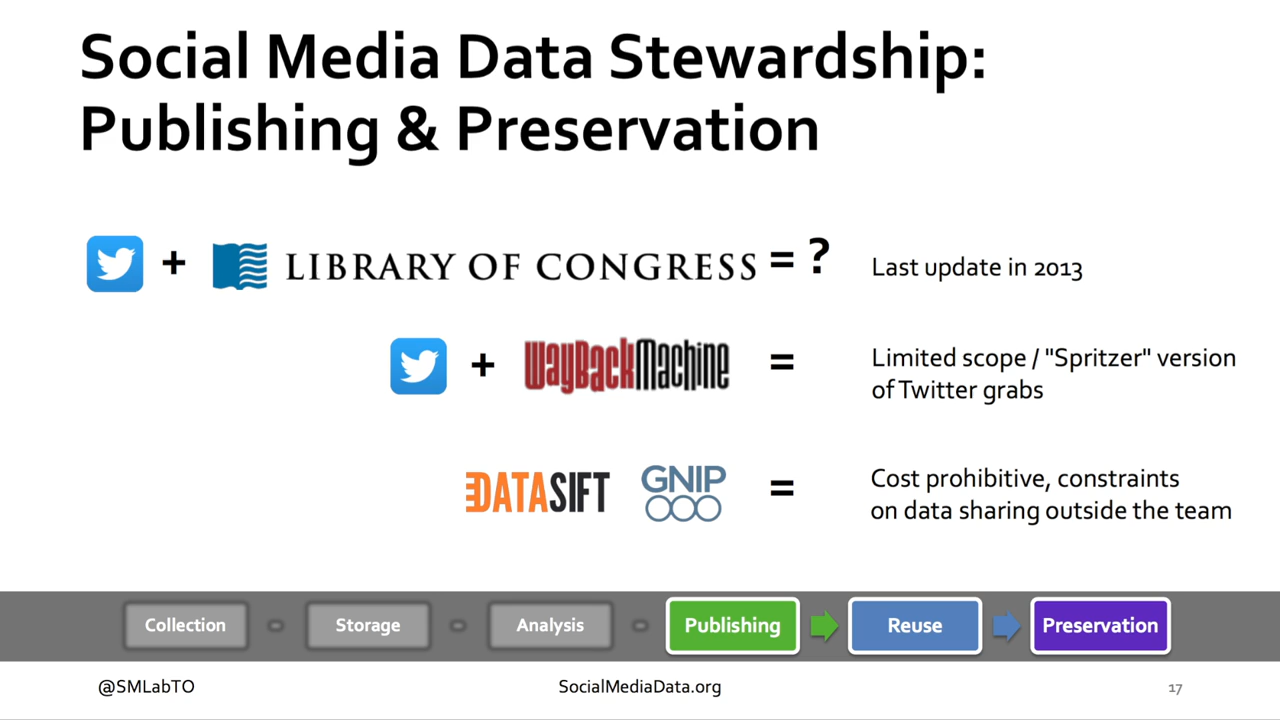 Social Media Data Stewardship:
Publishing & Preservation
+ LIBRARY OF CONGRESS = ? Last update in 2013
+ WayBackMachine = Limited scope / "Spritzer" version
of Twitter grabs
DATASIFT GNIP = Cost prohibitive, constraints
on data sharing outside the team
Collection Storage Analysis Publishing Reuse Preservation
@SMLabTO SocialMediaData.org 17